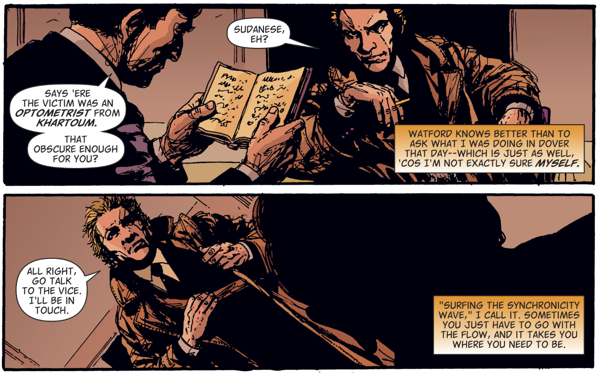 SUDANESE,
EH?
SAYS 'ERE
THE VICTIM WAS AN
OPTOMETRIST FROM
KHARTOUM.
THAT
OBSCURE ENOUGH
FOR YOU?
WATFORD KNOWS BETTER THAN TO
ASK WHAT I WAS DOING IN DOVER
THAT DAY--WHICH IS JUST AS WELL,
'COS I'M NOT EXACTLY SURE MYSELF.
ALL RIGHT,
GO TALK
TO THE VICE.
I'LL BE IN
TOUCH.
"SURFING THE SYNCHRONICITY
WAVE," I CALL IT. SOMETIMES
YOU JUST HAVE TO GO WITH
THE FLOW, AND IT TAKES YOU
WHERE YOU NEED TO BE.